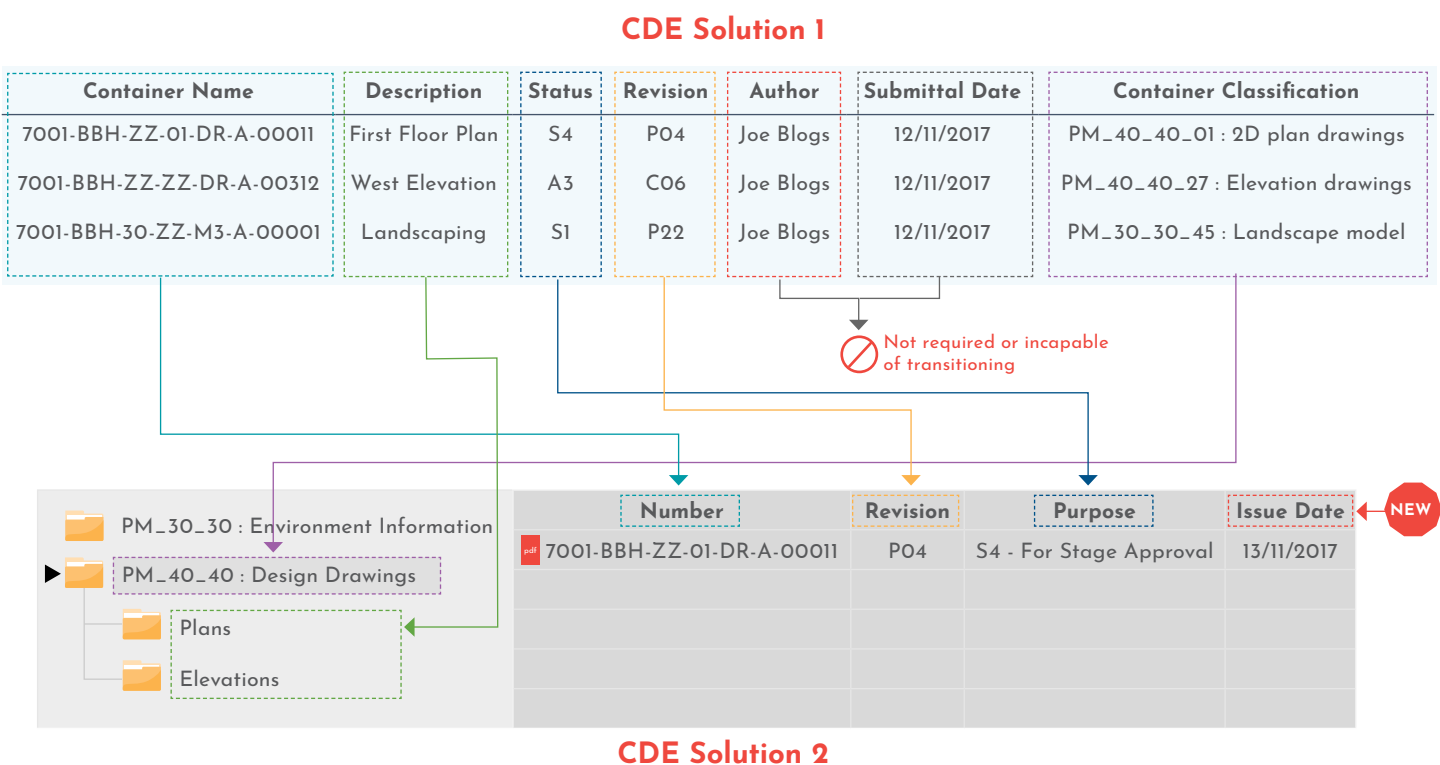 CDE Solution 1
Container Name Description Status Revision Author Submittal Date Container Classification
7001-BBH-ZZ-01-DR-A-00011 First Floor Plan S4 P04 Joe Blogs 12/11/2017 PM_40_40_01 : 2D plan drawings
7001-BBH-ZZ-ZZ-DR-A-00312 West Elevation A3 C06 Joe Blogs 12/11/2017 PM_40_40_27 : Elevation drawings
7001-BBH-30-ZZ-M3-A-00001 Landscaping S1 P22 Joe Blogs 12/11/2017 PM_30_30_45 : Landscape model
Not required or incapable
of transitioning
Number Revision Purpose Issue Date NEW
PM_30_30 : Environment Information
pdf 7001-BBH-ZZ-01-DR-A-00011 P04 S4 - For Stage Approval 13/11/2017
PM_40_40 : Design Drawings
Plans
Elevations
CDE Solution 2